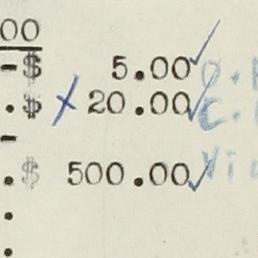 00
-$ 5.00 ✓
.$ x 20.00 ✓ C.
-
.$ 500.00 ✓
.
.